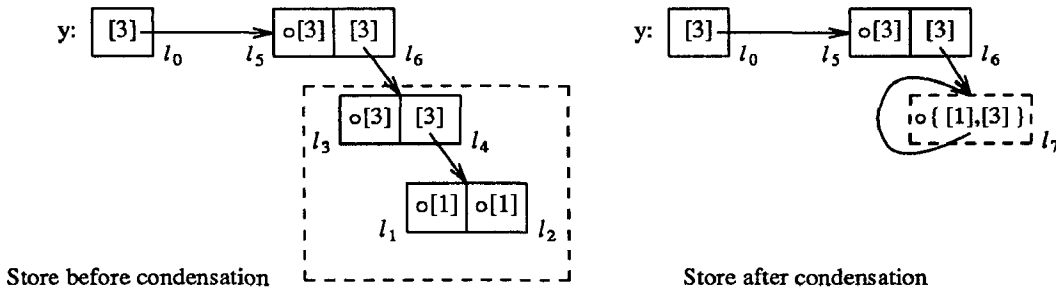 y: [3] l0 l5 o[3] [3] l6
l3 o[3] [3] l4
l1 o[1] o[1] l2
Store before condensation
y: [3] l0 l5 o[3] [3] l6
o{ [1],[3] } l7
Store after condensation